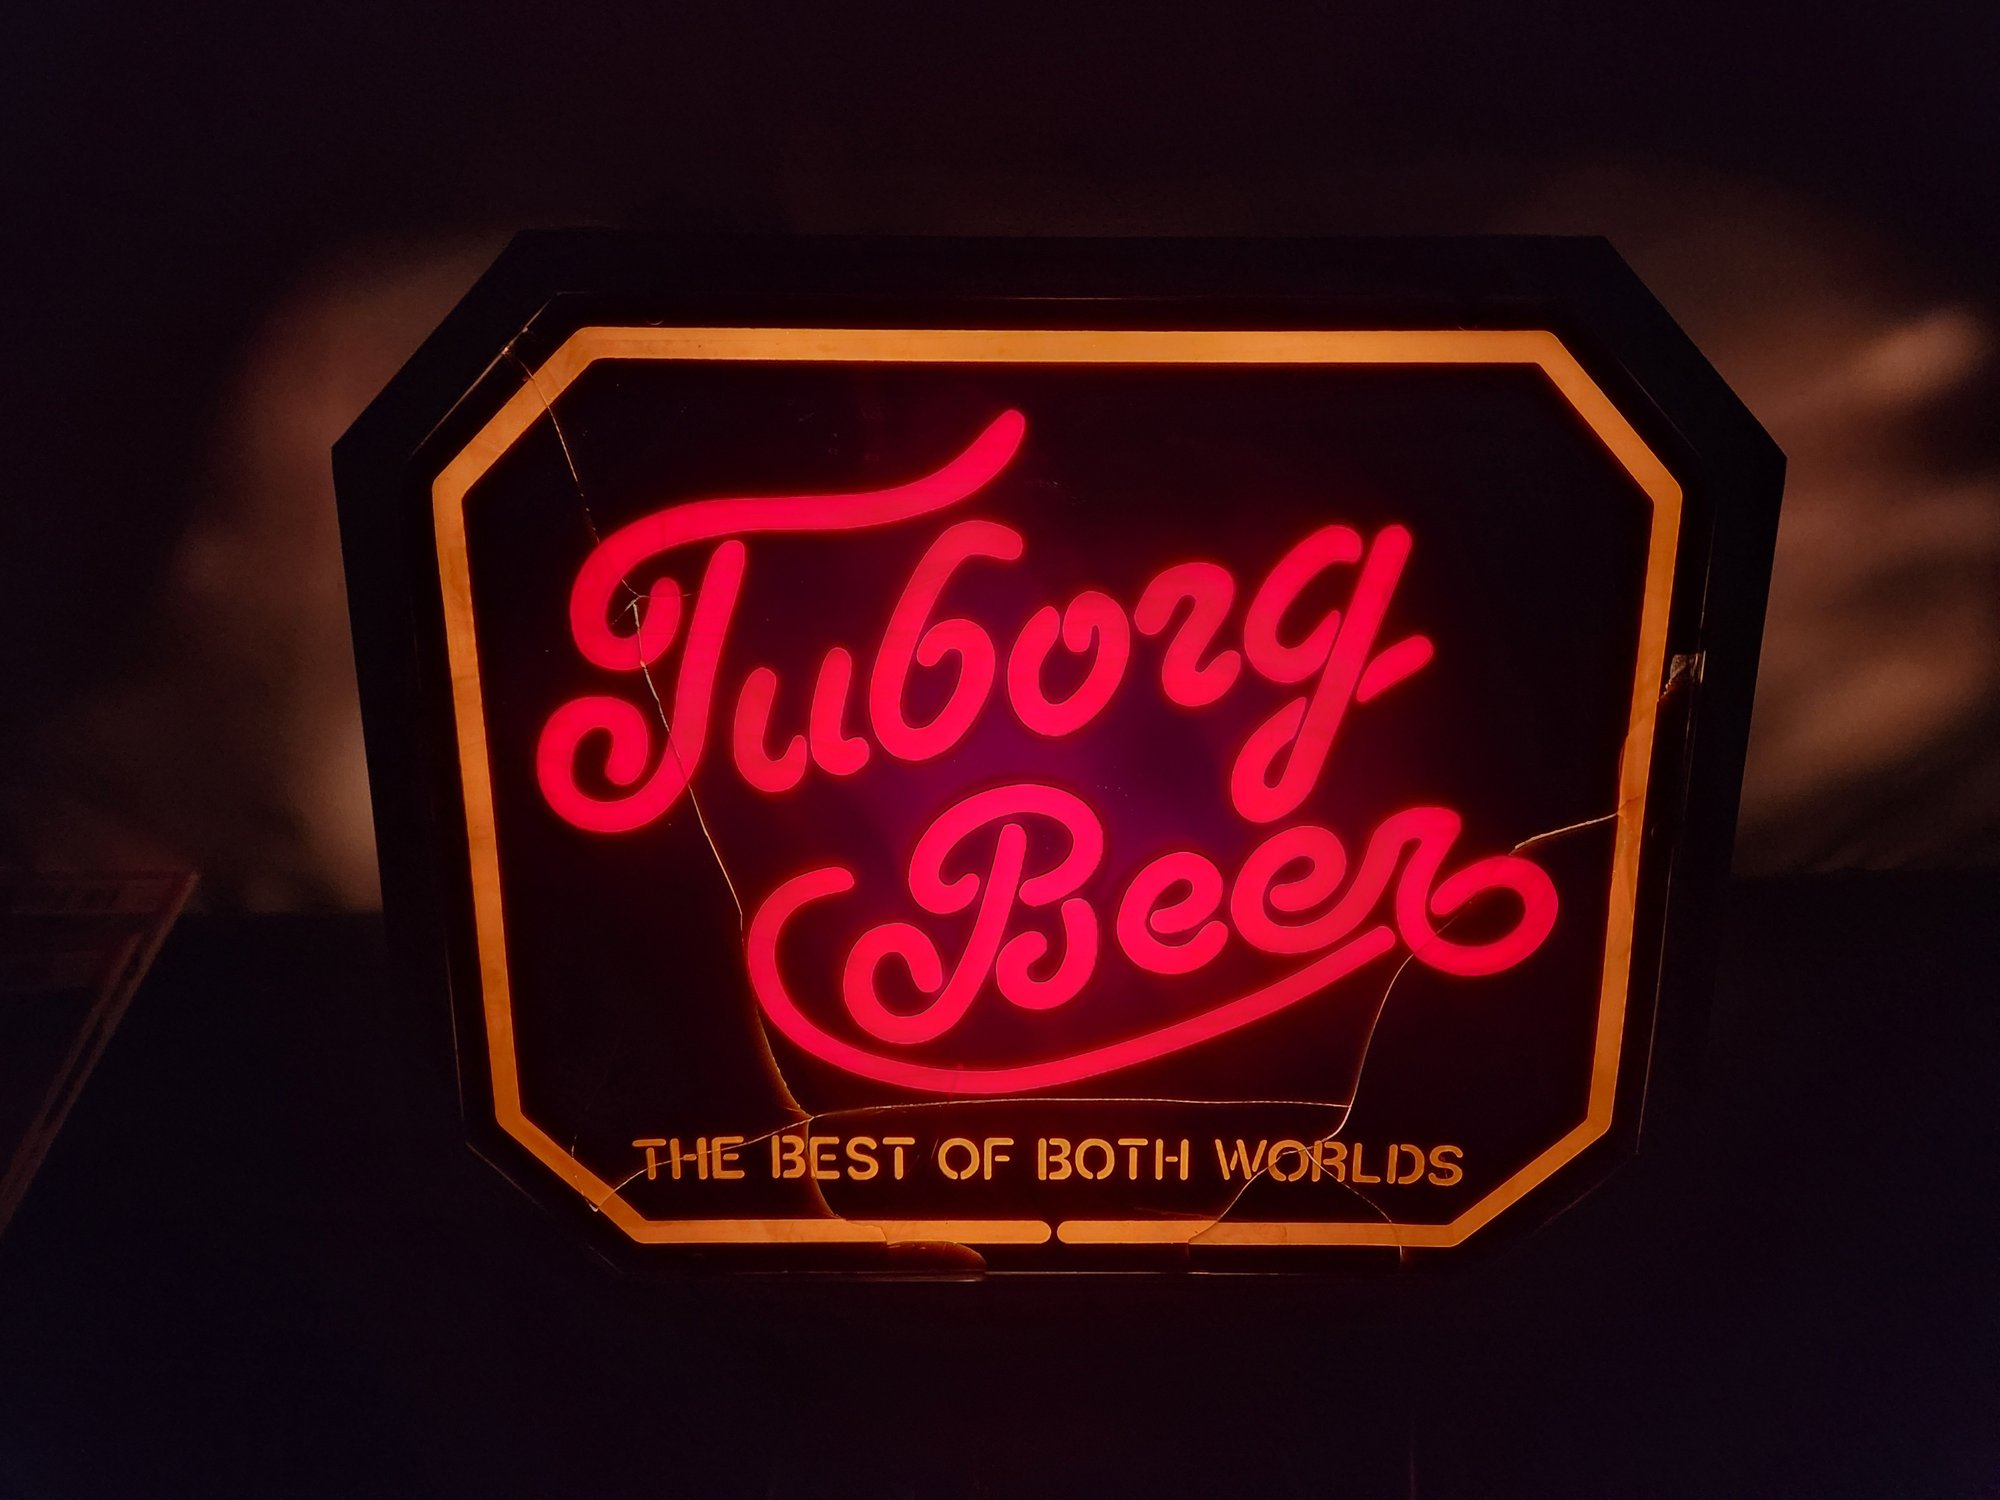 Tuborg
Beer
THE BEST OF BOTH WORLDS